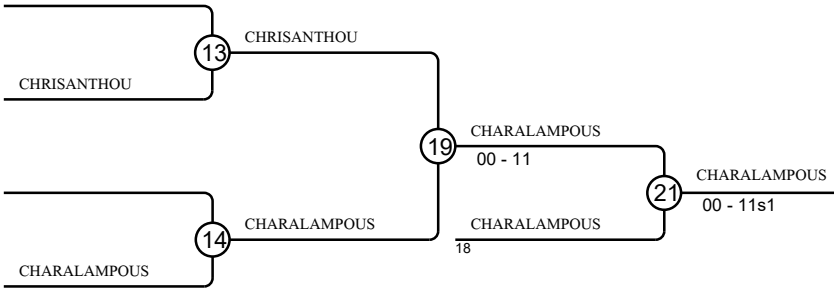 13
CHRISANTHOU
CHRISANTHOU
19
CHARALAMPOUS
00 - 11
21
CHARALAMPOUS
00 - 11s1
14
CHARALAMPOUS
CHARALAMPOUS
18
CHARALAMPOUS